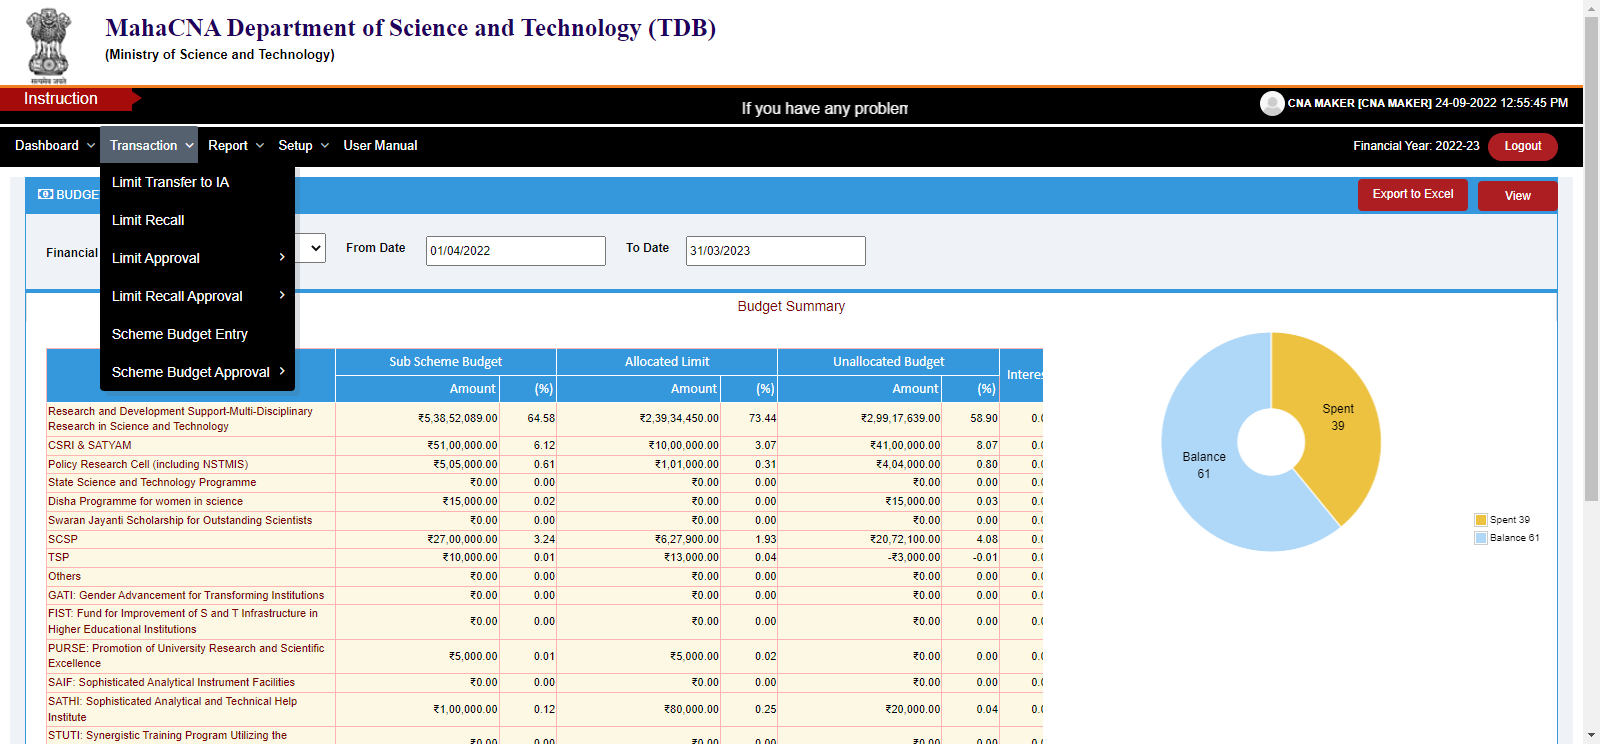 MahaCNA Department of Science and Technology (TDB)
(Ministry of Science and Technology)
सत्यमेव जयते
Instruction
If you have any problem
CNA MAKER [CNA MAKER] 24-09-2022 12:55:45 PM
Dashboard Transaction Report Setup User Manual
Financial Year: 2022-23 Logout
Limit Transfer to IA
Limit Recall
Limit Approval
Limit Recall Approval
Scheme Budget Entry
Scheme Budget Approval
BUDGE
Export to Excel View
Financial From Date 01/04/2022 To Date 31/03/2023
Budget Summary
Sub Scheme Budget Allocated Limit Unallocated Budget Interes
Amount (%) Amount (%) Amount (%)
Research and Development Support-Multi-Disciplinary
Research in Science and Technology
₹5,38,52,089.00 64.58 ₹2,39,34,450.00 73.44 ₹2,99,17,639.00 58.90 0.0
CSRI & SATYAM ₹51,00,000.00 6.12 ₹10,00,000.00 3.07 ₹41,00,000.00 8.07 0.0
Policy Research Cell (including NSTMIS) ₹5,05,000.00 0.61 ₹1,01,000.00 0.31 ₹4,04,000.00 0.80 0.0
State Science and Technology Programme ₹0.00 0.00 ₹0.00 0.00 ₹0.00 0.00 0.0
Disha Programme for women in science ₹15,000.00 0.02 ₹0.00 0.00 ₹15,000.00 0.03 0.0
Swaran Jayanti Scholarship for Outstanding Scientists ₹0.00 0.00 ₹0.00 0.00 ₹0.00 0.00 0.0
SCSP ₹27,00,000.00 3.24 ₹6,27,900.00 1.93 ₹20,72,100.00 4.08 0.0
TSP ₹10,000.00 0.01 ₹13,000.00 0.04 -₹3,000.00 -0.01 0.0
Others ₹0.00 0.00 ₹0.00 0.00 ₹0.00 0.00 0.0
GATI: Gender Advancement for Transforming Institutions ₹0.00 0.00 ₹0.00 0.00 ₹0.00 0.00 0.0
FIST: Fund for Improvement of S and T Infrastructure in
Higher Educational Institutions
₹0.00 0.00 ₹0.00 0.00 ₹0.00 0.00 0.0
PURSE: Promotion of University Research and Scientific
Excellence
₹5,000.00 0.01 ₹5,000.00 0.02 ₹0.00 0.00 0.0
SAIF: Sophisticated Analytical Instrument Facilities ₹0.00 0.00 ₹0.00 0.00 ₹0.00 0.00 0.0
SATHI: Sophisticated Analytical and Technical Help
Institute
₹1,00,000.00 0.12 ₹80,000.00 0.25 ₹20,000.00 0.04 0.0
STUTI: Synergistic Training Program Utilizing the
₹0.00 0.00 ₹0.00 0.00 ₹0.00 0.00 0.0
Spent
39
Balance
61
Spent 39
Balance 61